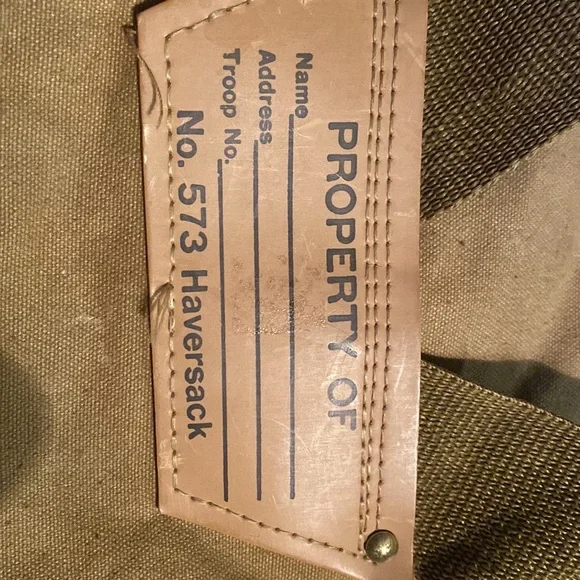 PROPERTY OF
Name
Address
Troop No.
No. 573 Haversack